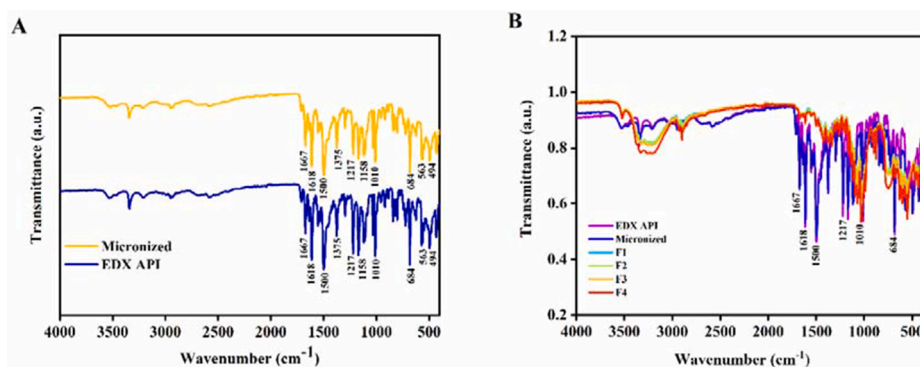 A
Transmittance (a.u.)
1667
1618
1500
1375
1217
1158
1010
684
563
494
Micronized
EDX API
1667
1618
1500
1375
1217
1158
1010
684
563
494
4000 3500 3000 2500 2000 1500 1000 500
Wavenumber (cm-1)
B
Transmittance (a.u.)
1.2
1.0
0.8
0.6
0.4
0.2
1667
1618
1500
1217
1010
684
EDX API
Micronized
F1
F2
F3
F4
4000 3500 3000 2500 2000 1500 1000 500
Wavenumber (cm-1)